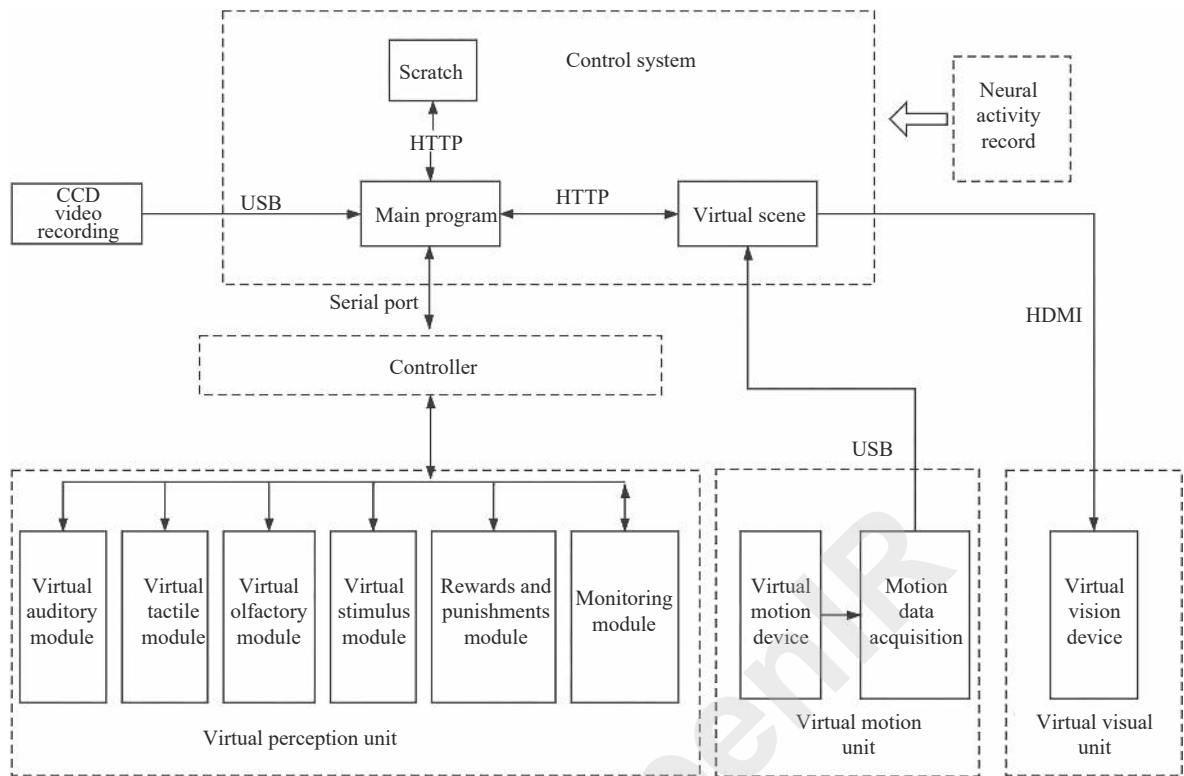 Control system
Scratch
HTTP
Neural
activity
record
CCD
video
recording
USB
Main program
HTTP
Virtual scene
Serial port
HDMI
Controller
USB
Virtual
auditory
module
Virtual
tactile
module
Virtual
olfactory
module
Virtual
stimulus
module
Rewards and
punishments
module
Monitoring
module
Virtual
motion
device
Motion
data
acquisition
Virtual
vision
device
Virtual perception unit
Virtual motion
unit
Virtual visual
unit
enIR